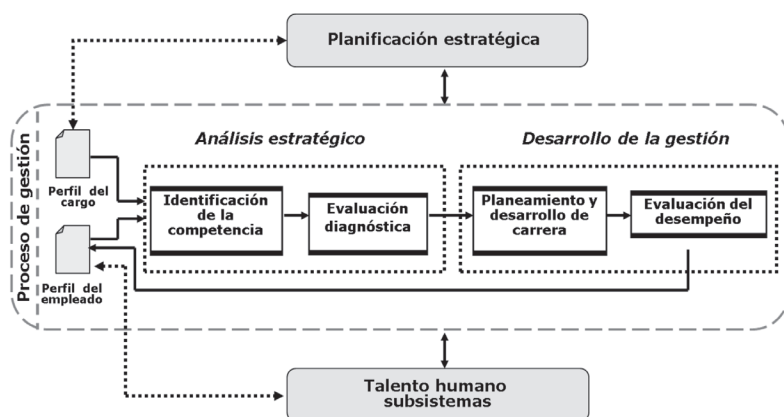 Planificación estratégica
Proceso de gestión
Análisis estratégico
Desarrollo de la gestión
Perfil del
cargo
Identificación
de la
competencia
Evaluación
diagnóstica
Planeamiento y
desarrollo de
carrera
Evaluación del
desempeño
Perfil del
empleado
Talento humano
subsistemas